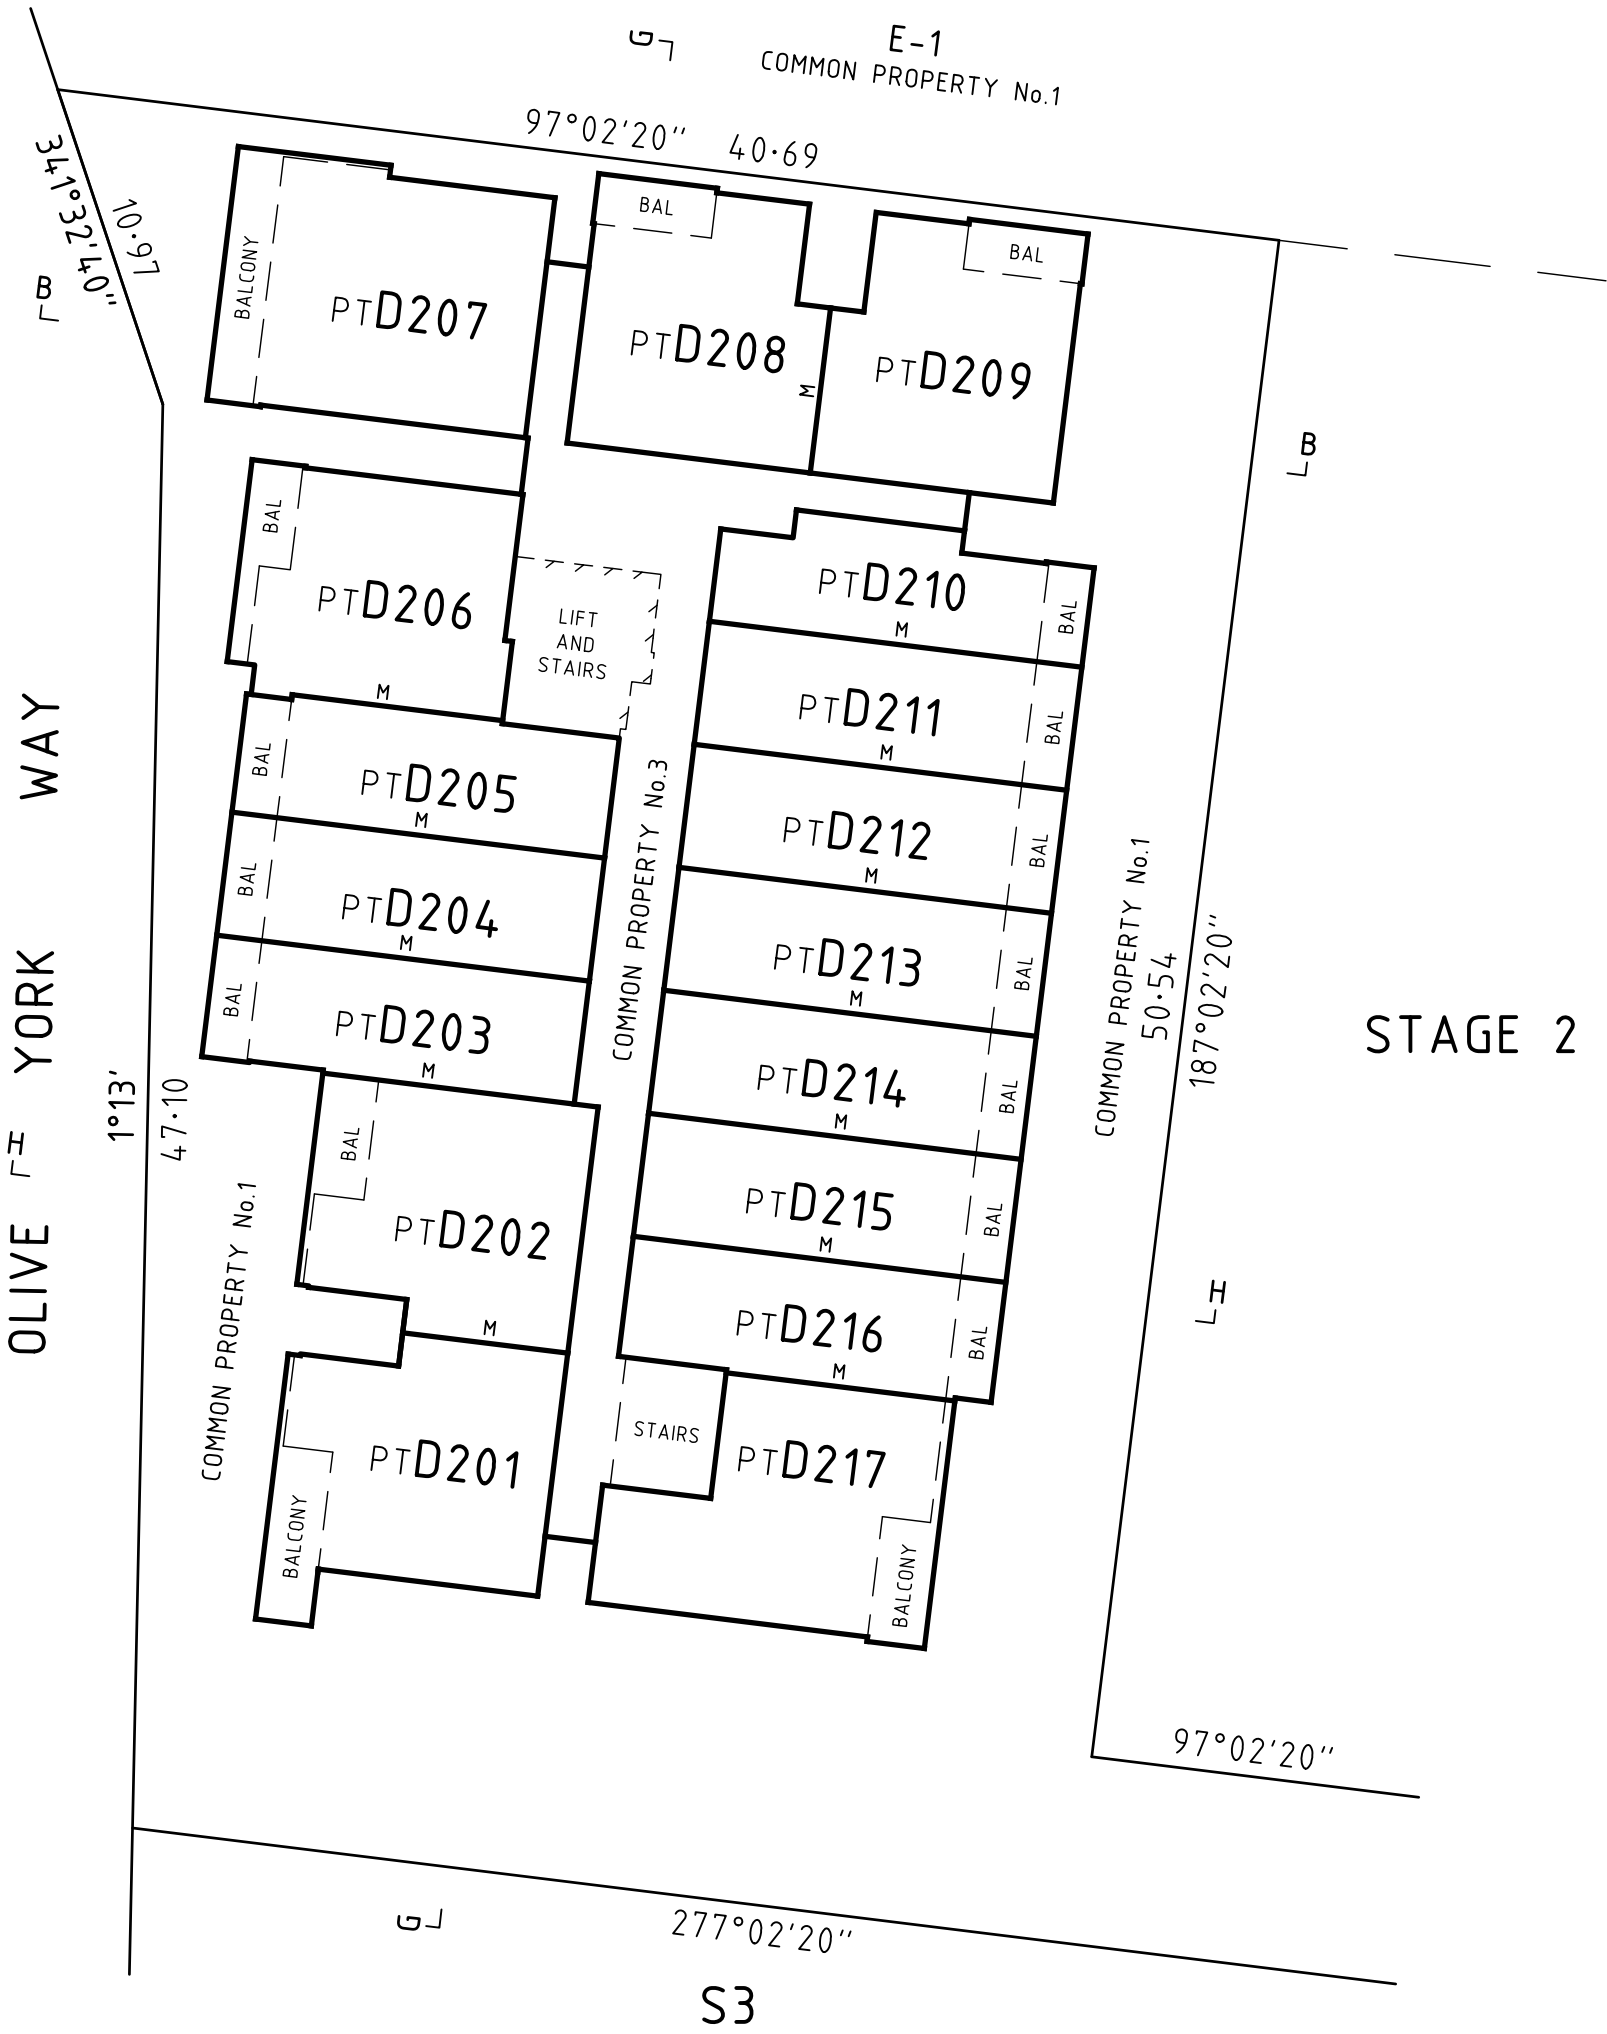 E-1
COMMON PROPERTY No.1
G
97°02'20" 40·69
341°32'40"
10·97
B
BALCONY
PTD207
BAL
PTD208
M
BAL
PTD209
B
BAL
PTD206
M
LIFT
AND
STAIRS
PTD210
M
BAL
BAL
PTD205
M
PTD211
M
BAL
BAL
PTD204
M
PTD212
M
BAL
BAL
PTD203
M
PTD213
M
BAL
COMMON PROPERTY No.3
PTD214
M
BAL
BAL
PTD202
M
PTD215
M
BAL
PTD216
M
BAL
BALCONY
PTD201
STAIRS
PTD217
BALCONY
COMMON PROPERTY No.1
COMMON PROPERTY No.1
50·54
187°02'20"
STAGE 2
OLIVE YORK WAY
1°13'
47·10
H
H
97°02'20"
G
277°02'20"
S3